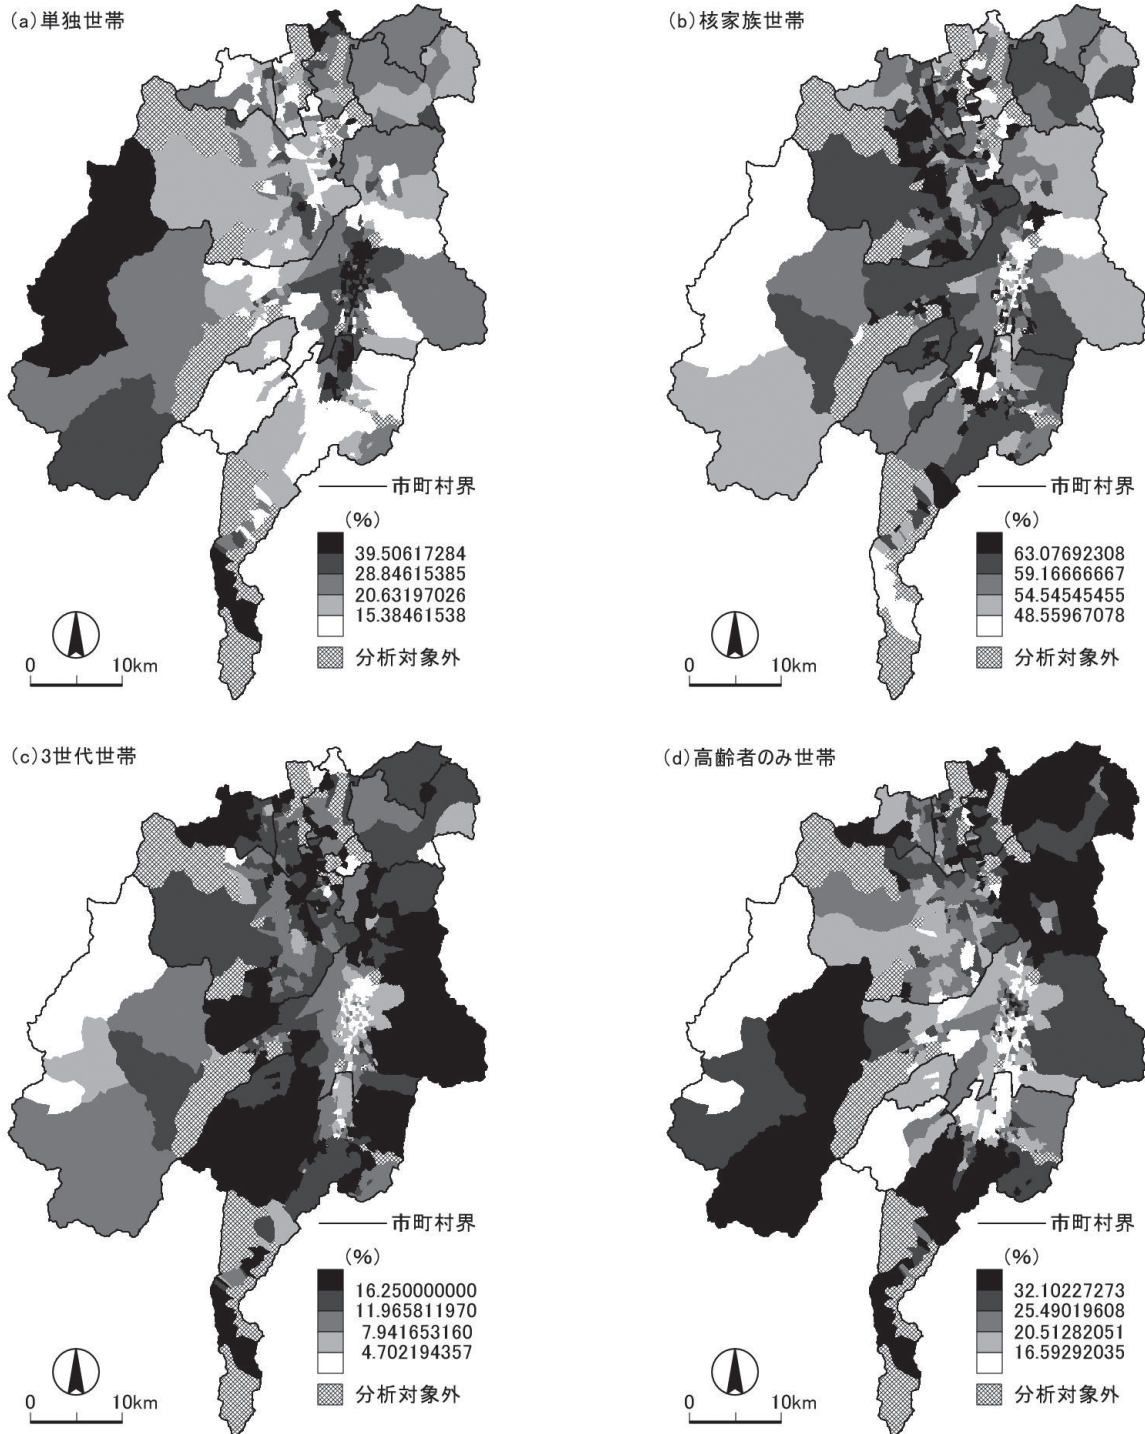 (a)単独世帯
市町村界
(%)
39.50617284
28.84615385
20.63197026
15.38461538
分析対象外
0 10km
(b)核家族世帯
市町村界
(%)
63.07692308
59.16666667
54.54545455
48.55967078
分析対象外
0 10km
(c)3世代世帯
市町村界
(%)
16.250000000
11.965811970
7.941653160
4.702194357
分析対象外
0 10km
(d)高齢者のみ世帯
市町村界
(%)
32.10227273
25.49019608
20.51282051
16.59292035
分析対象外
0 10km